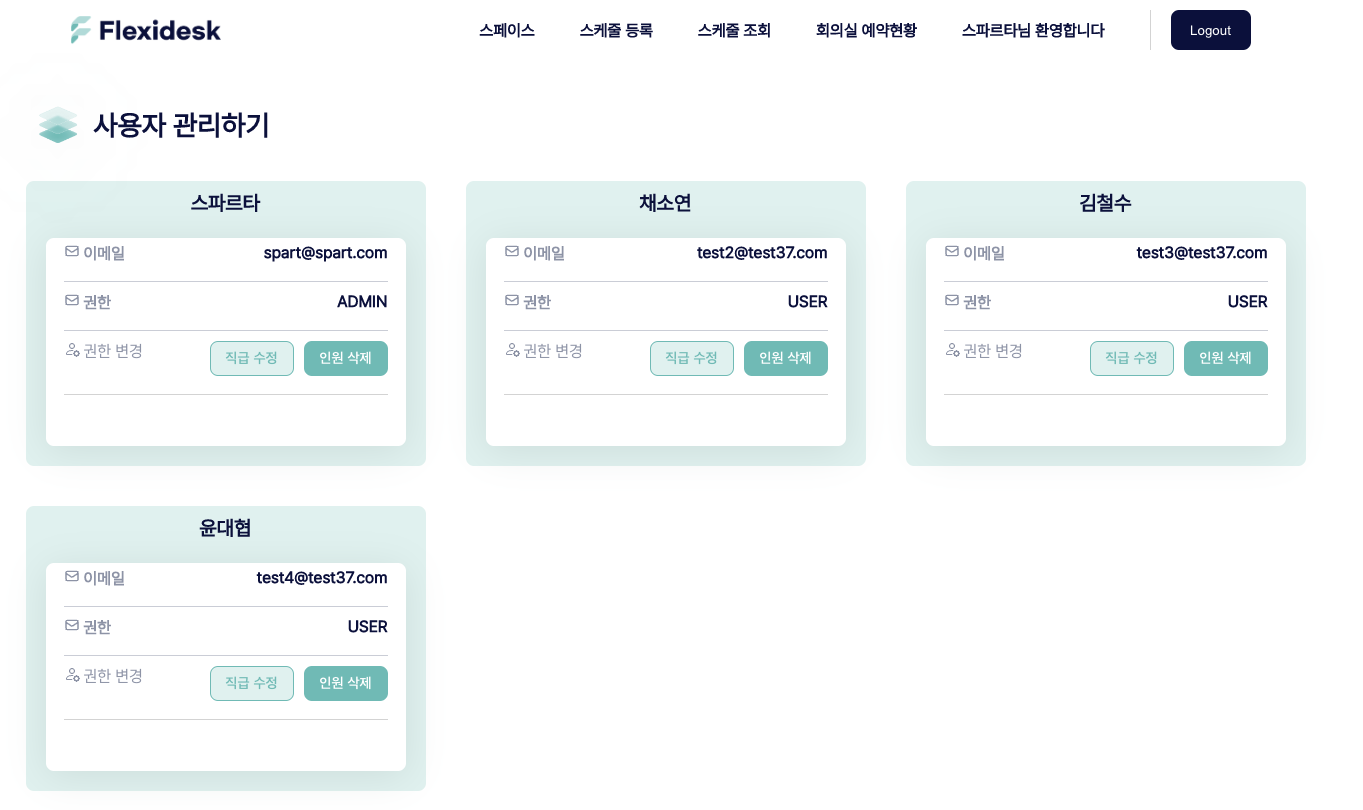 Flexidesk
스페이스 스케줄 등록 스케줄 조회 회의실 예약현황 스파르타님 환영합니다 Logout
사용자 관리하기
스파르타
이메일 spart@spart.com
권한 ADMIN
권한 변경 직급 수정 인원 삭제
채소연
이메일 test2@test37.com
권한 USER
권한 변경 직급 수정 인원 삭제
김철수
이메일 test3@test37.com
권한 USER
권한 변경 직급 수정 인원 삭제
윤대협
이메일 test4@test37.com
권한 USER
권한 변경 직급 수정 인원 삭제